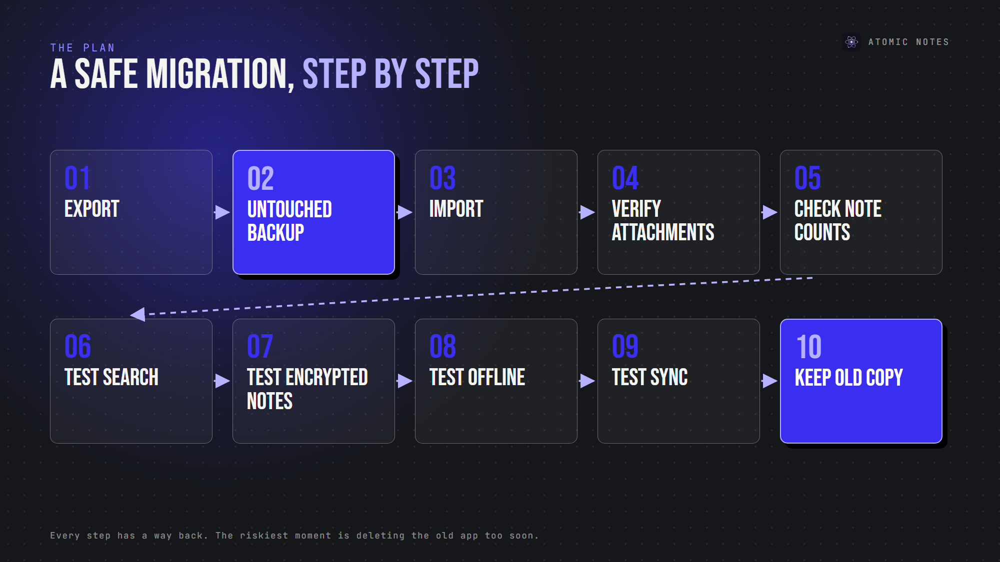 THE PLAN
ATOMIC NOTES
A SAFE MIGRATION, STEP BY STEP
01
EXPORT
02
UNTOUCHED
BACKUP
03
IMPORT
04
VERIFY
ATTACHMENTS
05
CHECK NOTE
COUNTS
06
TEST SEARCH
07
TEST ENCRYPTED
NOTES
08
TEST OFFLINE
09
TEST SYNC
10
KEEP OLD COPY
Every step has a way back. The riskiest moment is deleting the old app too soon.